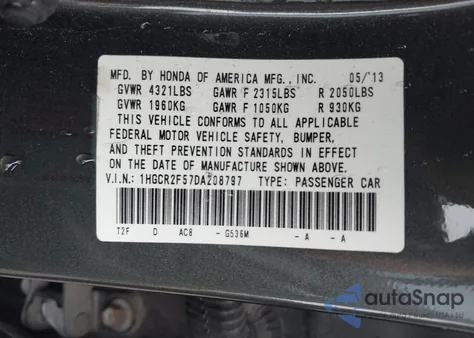 MFD. BY HONDA OF AMERICA MFG., INC. 05/13
GVWR 4321LBS GAWR F 2315LBS R 2050LBS
GVWR 1960KG GAWR F 1050KG R 930KG
THIS VEHICLE CONFORMS TO ALL APPLICABLE
FEDERAL MOTOR VEHICLE SAFETY, BUMPER,
AND THEFT PREVENTION STANDARDS IN EFFECT
ON THE DATE OF MANUFACTURE SHOWN ABOVE.
V.I.N.: 1HGCR2F57DA208797 TYPE: PASSENGER CAR
T2F D AC8 - G536M - A - A
autoSnap